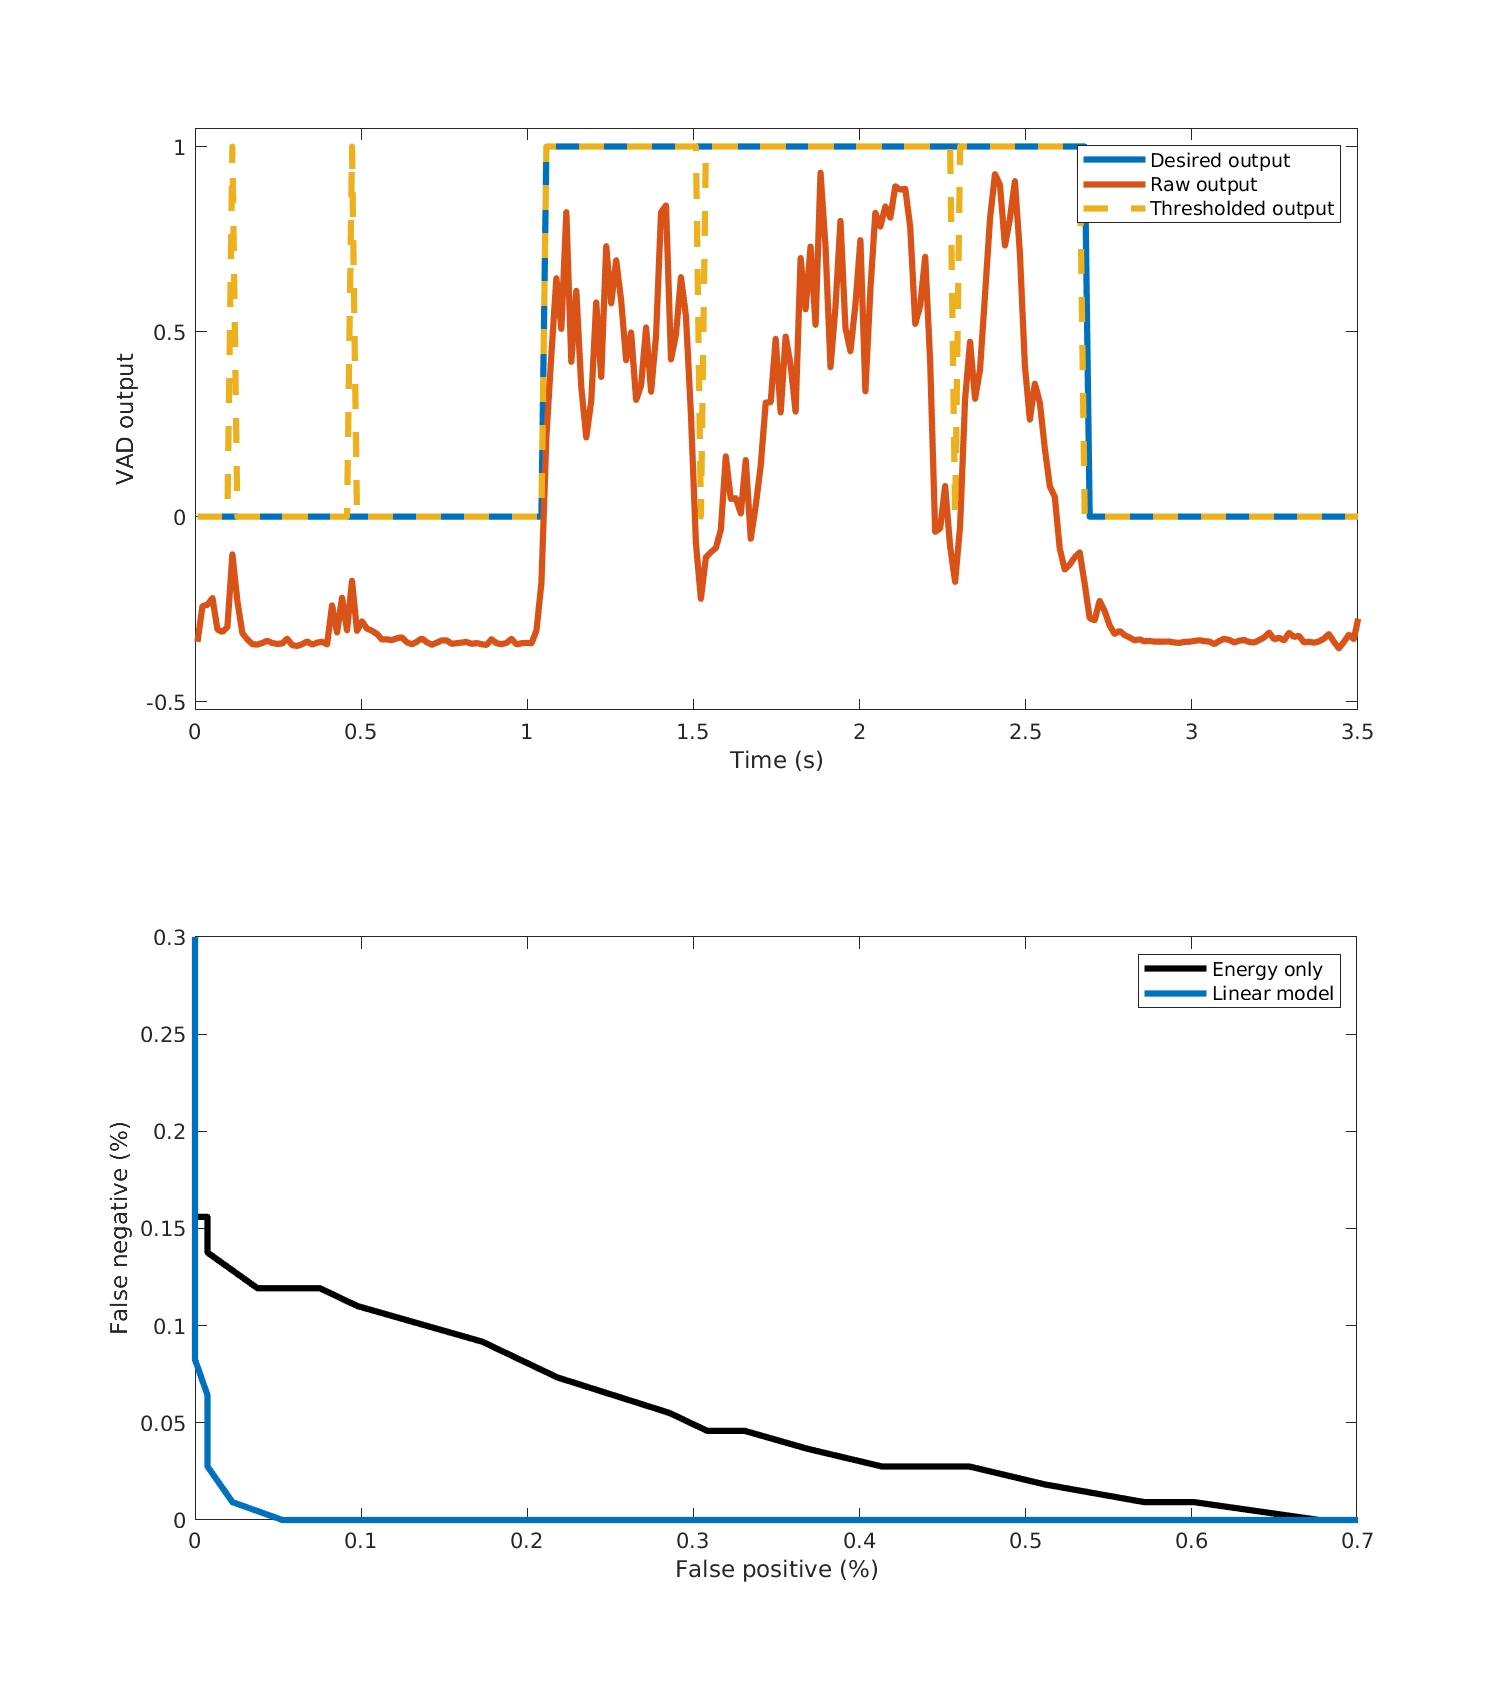 1
0.5
0
-0.5
VAD output
Desired output
Raw output
Thresholded output
0 0.5 1 1.5 2 2.5 3 3.5
Time (s)
0.3
0.25
0.2
0.15
0.1
0.05
0
False negative (%)
Energy only
Linear model
0 0.1 0.2 0.3 0.4 0.5 0.6 0.7
False positive (%)